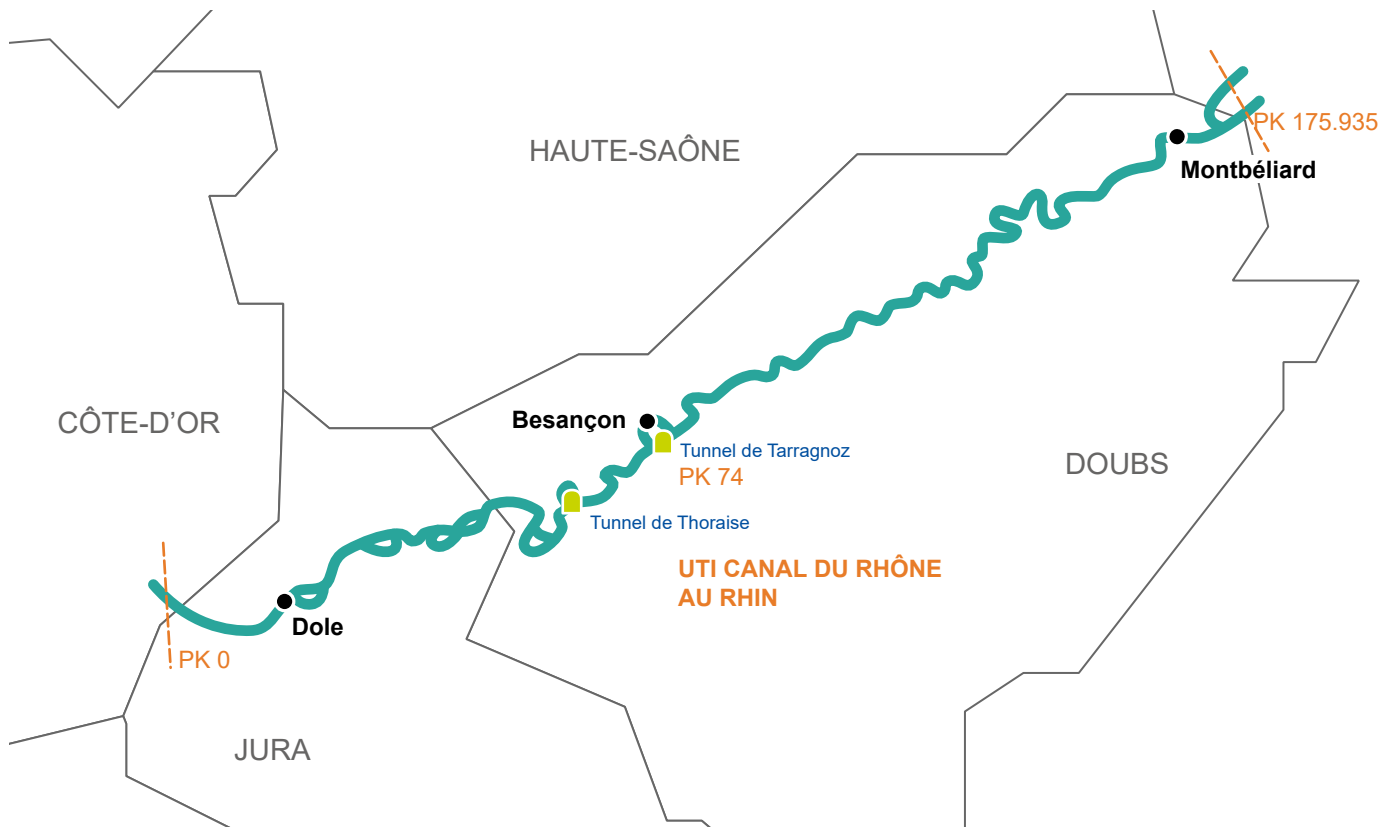 PK 175.935
HAUTE-SAÔNE
Montbéliard
CÔTE-D’OR
Besançon
Tunnel de Tarragnoz
DOUBS
PK 74
Tunnel de Thoraise
UTI CANAL DU RHÔNE
AU RHIN
Dole
PK 0
JURA